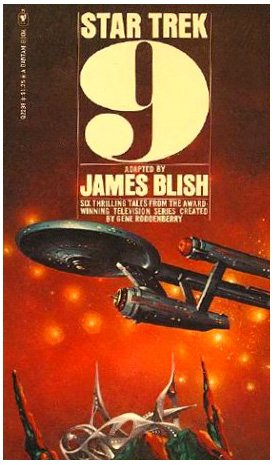 STAR TREK
9
ADAPTED BY
JAMES BLISH
SIX THRILLING TALES FROM THE AWARD-
WINNING TELEVISION SERIES CREATED
BY GENE RODDENBERRY